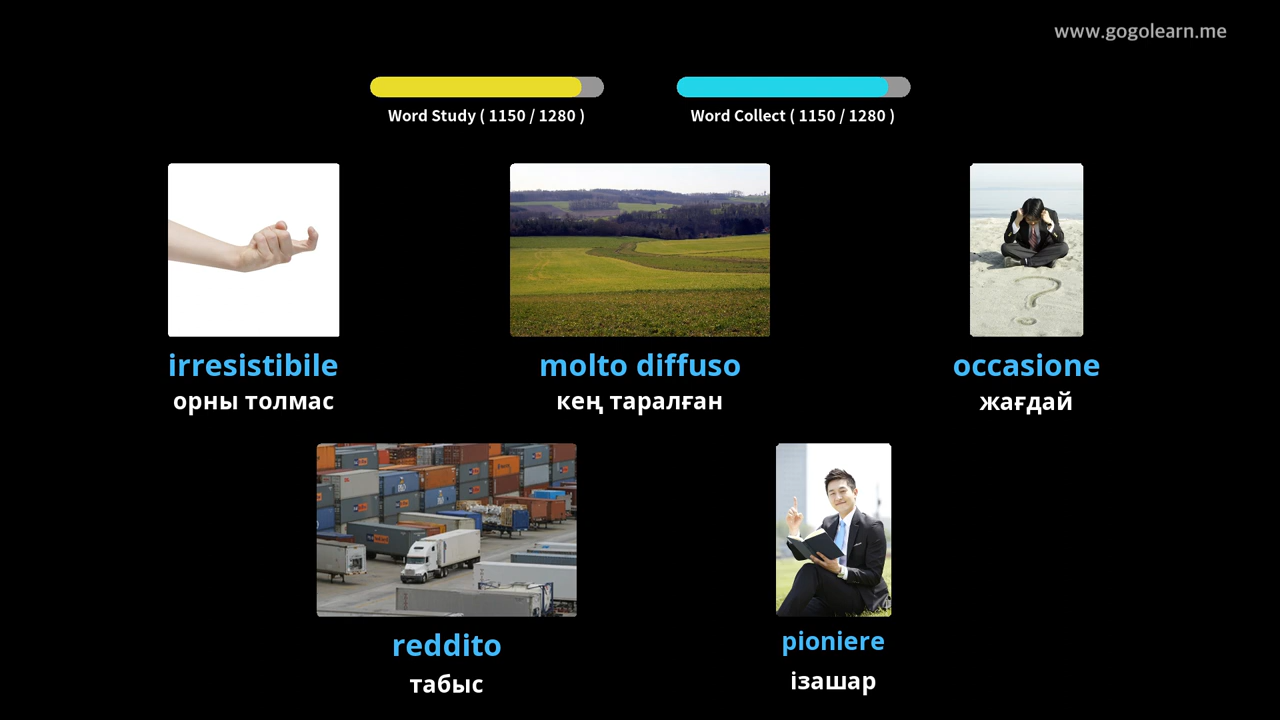 www.gogolearn.me
Word Study ( 1150 / 1280 )
Word Collect ( 1150 / 1280 )
irresistibile
орны толмас
molto diffuso
кең таралған
occasione
жағдай
reddito
табыс
pioniere
ізашар